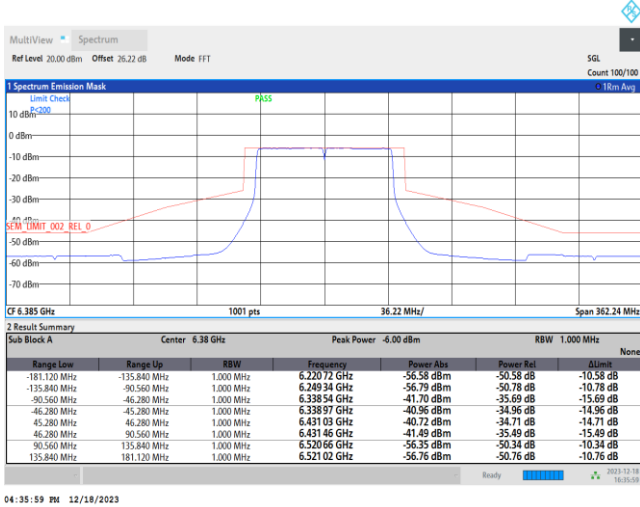 MultiView Spectrum
Ref Level 20.00 dBm Offset 26.22 dB Mode FFT SGL
Count 100/100
1 Spectrum Emission Mask 1Rm Avg
Limit Check PASS
P<200
10 dBm
0 dBm
-10 dBm
-20 dBm
-30 dBm
-40 dBm
SEM_LIMIT_002_REL_0
-50 dBm
-60 dBm
-70 dBm
CF 6.385 GHz 1001 pts 36.22 MHz/ Span 362.24 MHz
2 Result Summary
Sub Block A Center 6.38 GHz Peak Power -6.00 dBm RBW 1.000 MHz
None
Range Low Range Up RBW Frequency Power Abs Power Rel ΔLimit
-181.120 MHz -135.840 MHz 1.000 MHz 6.220 72 GHz -56.58 dBm -50.58 dB -10.58 dB
-135.840 MHz -90.560 MHz 1.000 MHz 6.249 34 GHz -56.79 dBm -50.78 dB -10.78 dB
-90.560 MHz -46.280 MHz 1.000 MHz 6.338 54 GHz -41.70 dBm -35.69 dB -15.69 dB
-46.280 MHz -45.280 MHz 1.000 MHz 6.338 97 GHz -40.96 dBm -34.96 dB -14.96 dB
45.280 MHz 46.280 MHz 1.000 MHz 6.431 03 GHz -40.72 dBm -34.71 dB -14.71 dB
46.280 MHz 90.560 MHz 1.000 MHz 6.431 46 GHz -41.49 dBm -35.49 dB -15.49 dB
90.560 MHz 135.840 MHz 1.000 MHz 6.520 66 GHz -56.35 dBm -50.34 dB -10.34 dB
135.840 MHz 181.120 MHz 1.000 MHz 6.521 02 GHz -56.76 dBm -50.76 dB -10.76 dB
Ready 2023-12-18
16:35:59
04:35:59 PM 12/18/2023